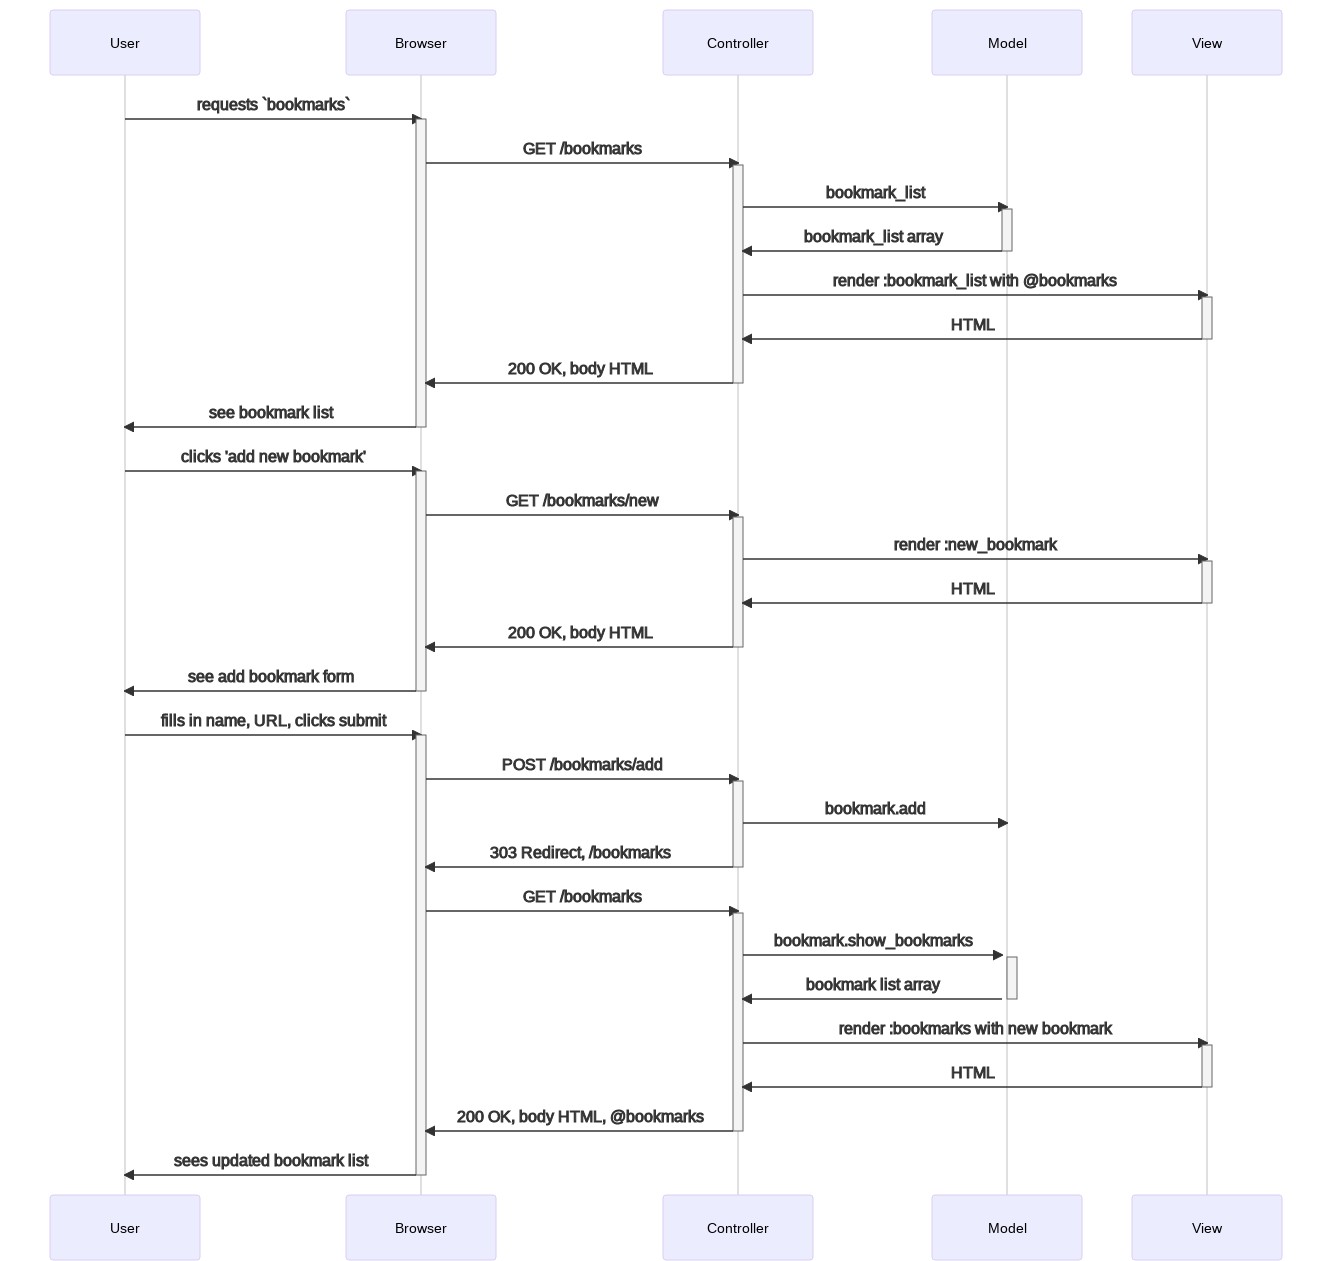 User
Browser
Controller
Model
View
requests `bookmarks`
GET /bookmarks
bookmark_list
bookmark_list array
render :bookmark_list with @bookmarks
HTML
200 OK, body HTML
see bookmark list
clicks 'add new bookmark'
GET /bookmarks/new
render :new_bookmark
HTML
200 OK, body HTML
see add bookmark form
fills in name, URL, clicks submit
POST /bookmarks/add
bookmark.add
303 Redirect, /bookmarks
GET /bookmarks
bookmark.show_bookmarks
bookmark list array
render :bookmarks with new bookmark
HTML
200 OK, body HTML, @bookmarks
sees updated bookmark list
User
Browser
Controller
Model
View